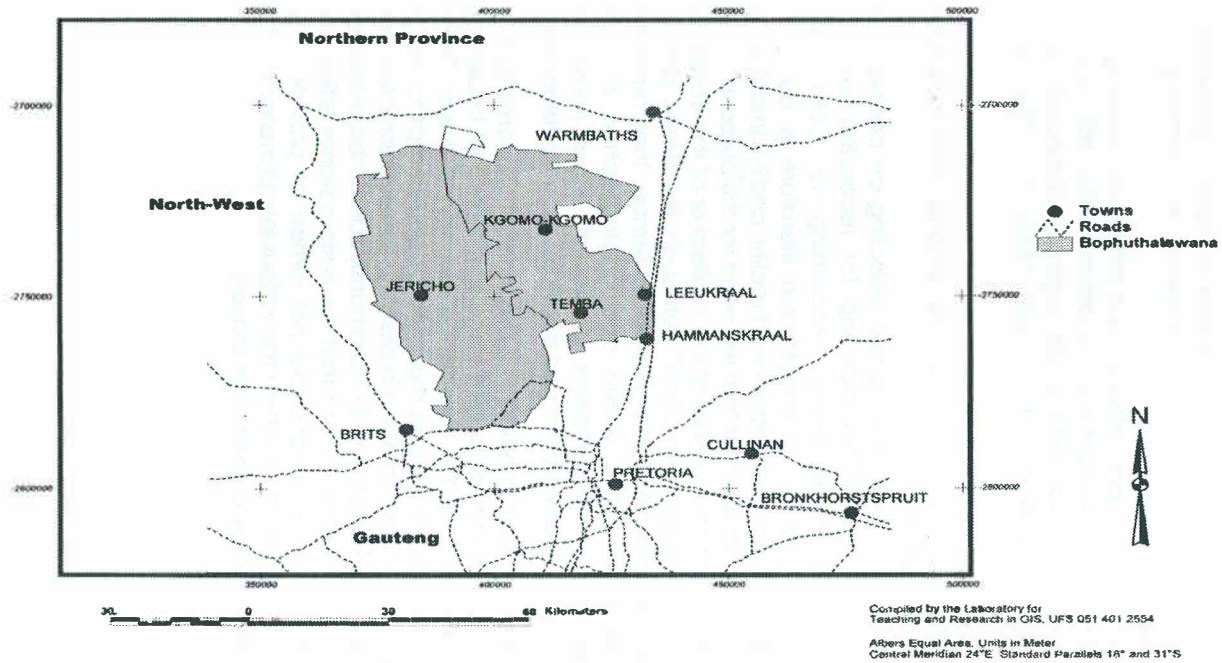 350000 400000 450000 500000
Northern Province
-2700000 -2700000
WARMBATHS
North-West
KGOMO-KGOMO
Towns
Roads
Bophuthatswana
JERICHO
TEMBA
LEEUKRAAL
-2750000 -2750000
HAMMANSKRAAL
BRITS
CULLINAN
N
PRETORIA
-2800000 -2800000
BRONKHORSTSPRUIT
Gauteng
350000 400000 450000 500000
30 0 30 60 Kilometers
Compiled by the Laboratory for
Teaching and Research in GIS, UFS 051 401 2554
Albers Equal Area, Units in Meter
Central Meridian 24°E Standard Parallels 18° and 31°S